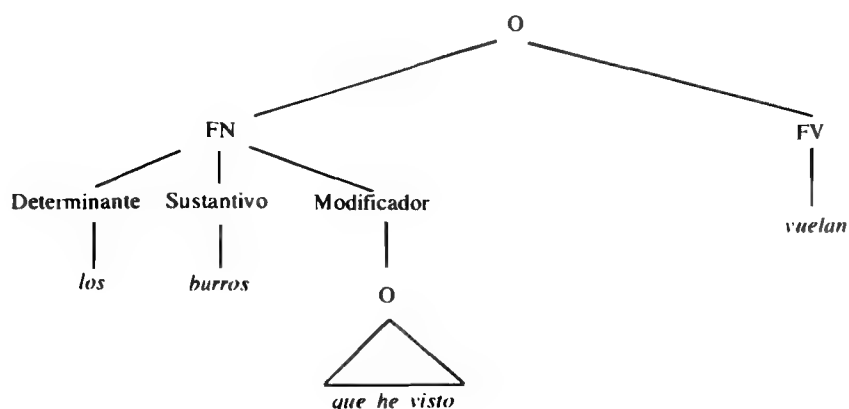 O
FN FV
Determinante Sustantivo Modificador
vuelan
los burros
O
que he visto